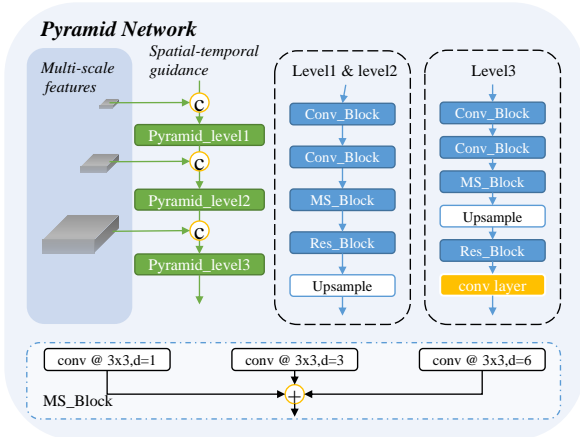 Pyramid Network
Multi-scale
features
Spatial-temporal
guidance
c
Pyramid_level1
c
Pyramid_level2
c
Pyramid_level3
Level1 & level2
Conv_Block
Conv_Block
MS_Block
Res_Block
Upsample
Level3
Conv_Block
Conv_Block
MS_Block
Upsample
Res_Block
conv layer
conv @ 3x3,d=1
conv @ 3x3,d=3
conv @ 3x3,d=6
+
MS_Block